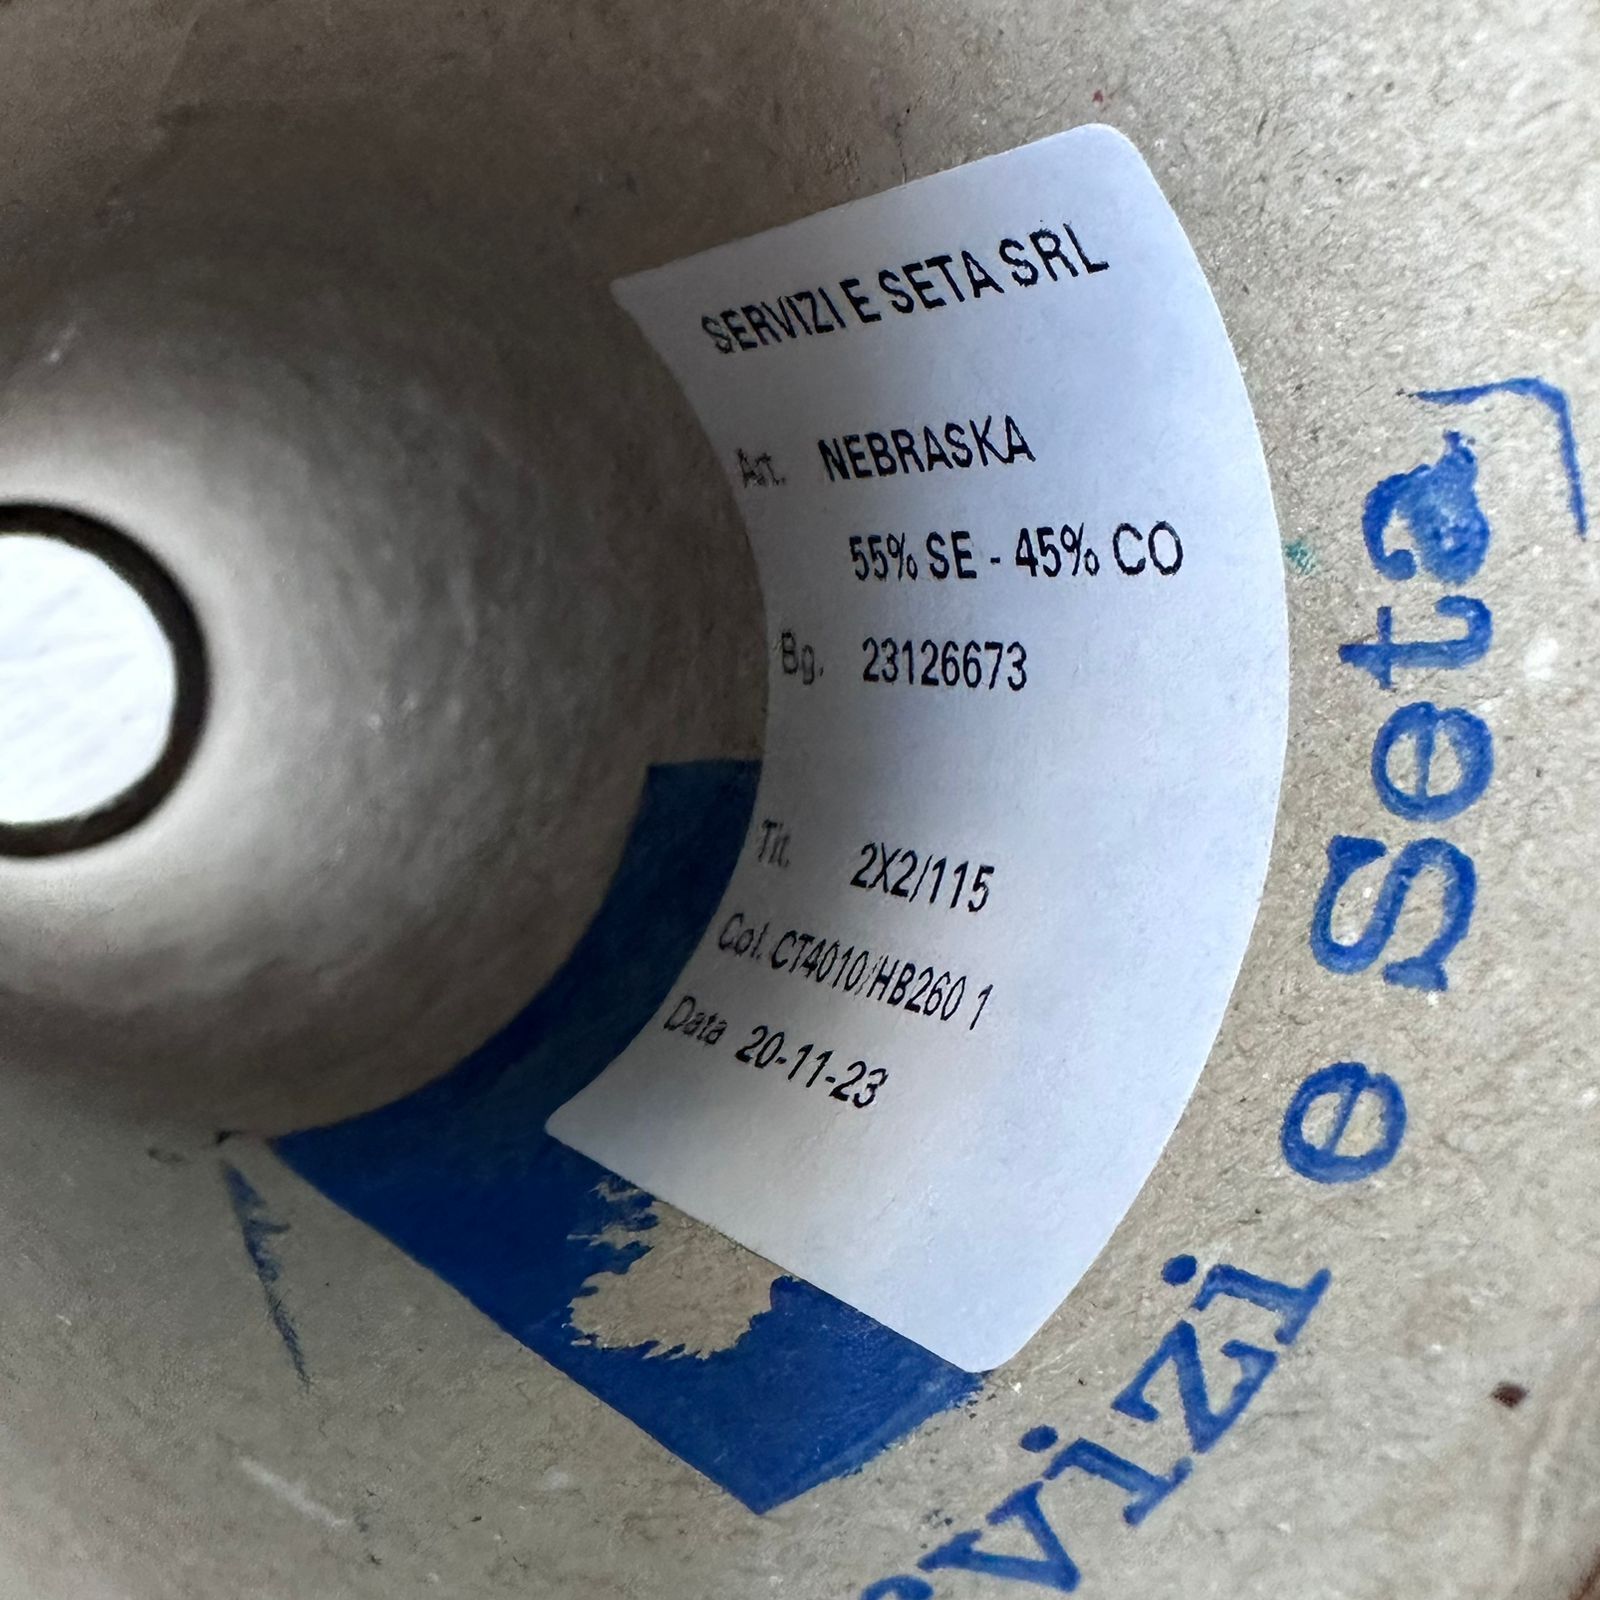 SERVIZI E SETA SRL
Art. NEBRASKA
55% SE - 45% CO
Bg. 23126673
Tit. 2X2/115
Col. CT4010/HB260 1
Data 20-11-23
vizi e Seta